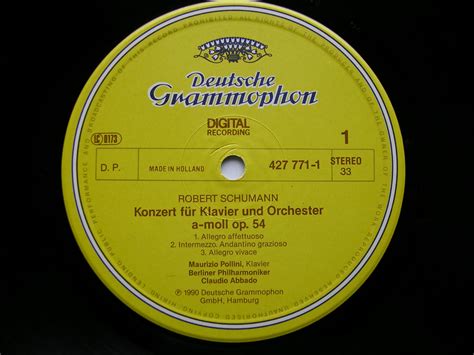 Deutsche
Grammophon
DIGITAL
RECORDING
LC 0173
1
D. P.
MADE IN HOLLAND
427 771-1
STEREO
33
ROBERT SCHUMANN
Konzert für Klavier und Orchester
a-moll op. 54
1. Allegro affettuoso
2. Intermezzo. Andantino grazioso
3. Allegro vivace
Maurizio Pollini, Klavier
Berliner Philharmoniker
Claudio Abbado
℗ 1990 Deutsche Grammophon
GmbH, Hamburg